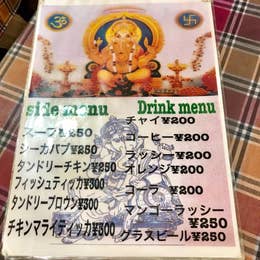 side menu
スープ¥250
シーカバブ¥250
タンドリーチキン¥250
フィッシュティッカ¥300
タンドリープロウン¥300
チキンマライティッカ¥300
Drink menu
チャイ¥200
コーヒー¥200
ラッシー¥200
オレンジ¥200
コーラ ¥200
マンゴーラッシー
¥250
グラスビール¥250